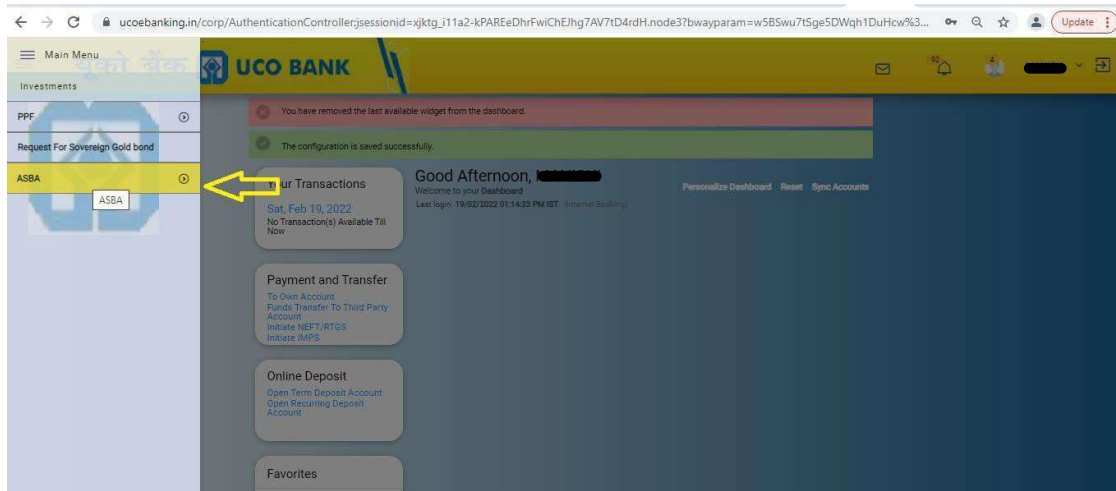 ucoebanking.in/corp/AuthenticationController;jsessionid=xjktg_i11a2-kPAREeDhrFwiChEJhg7AV7tD4rdH.node3?bwayparam=w5BSwu7tSge5DWqh1DuHcw%3...
Update
Main Menu
यूको बैंक
UCO BANK
92
4
Investments
PPF
Request For Sovereign Gold bond
ASBA
ASBA
You have removed the last available widget from the dashboard.
The configuration is saved successfully.
Your Transactions
Sat, Feb 19, 2022
No Transaction(s) Available Till
Now
Good Afternoon,
Welcome to your Dashboard
Last login 19/02/2022 01:14:33 PM IST (Internet Banking)
Personalize Dashboard Reset Sync Accounts
Payment and Transfer
To Own Account
Funds Transfer To Third Party
Account
Initiate NEFT/RTGS
Initiate IMPS
Online Deposit
Open Term Deposit Account
Open Recurring Deposit
Account
Favorites